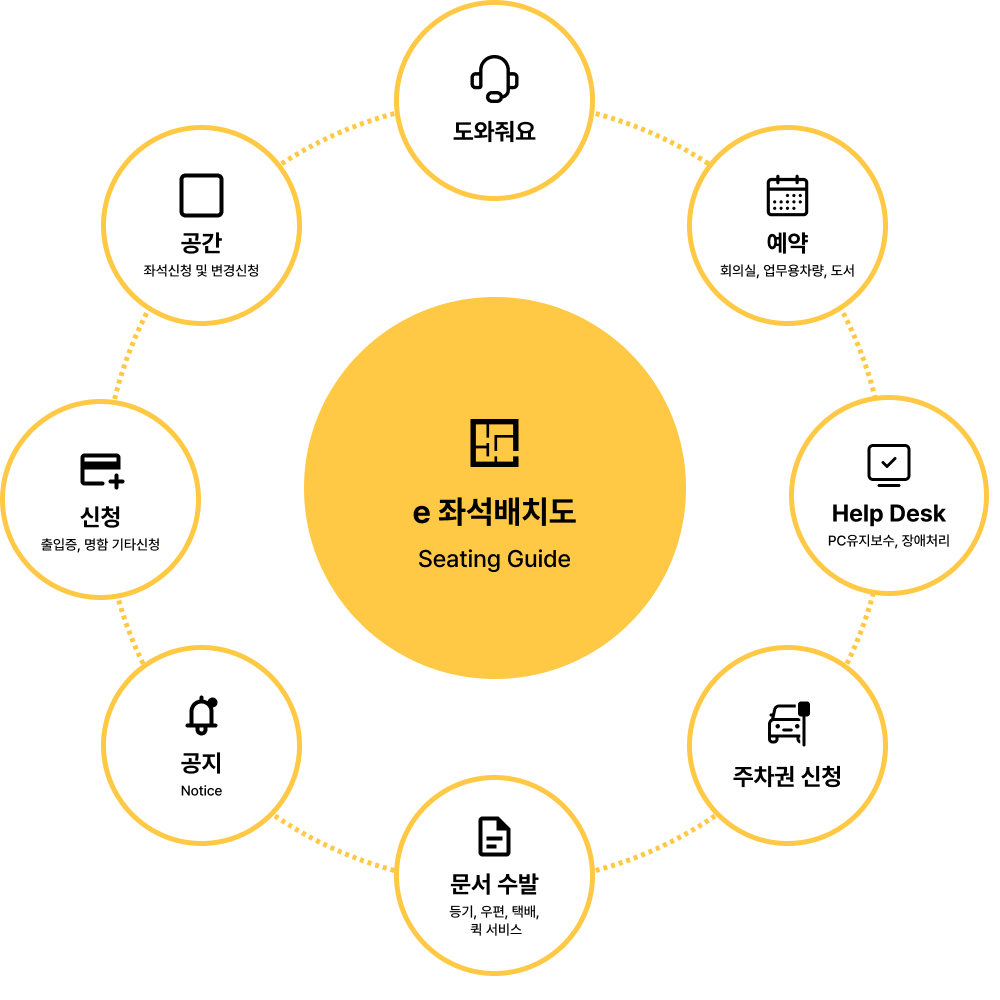 도와줘요
공간
좌석신청 및 변경신청
예약
회의실, 업무용차량, 도서
신청
출입증, 명함 기타신청
e 좌석배치도
Seating Guide
Help Desk
PC유지보수, 장애처리
공지
Notice
주차권 신청
문서 수발
등기, 우편, 택배,
퀵 서비스